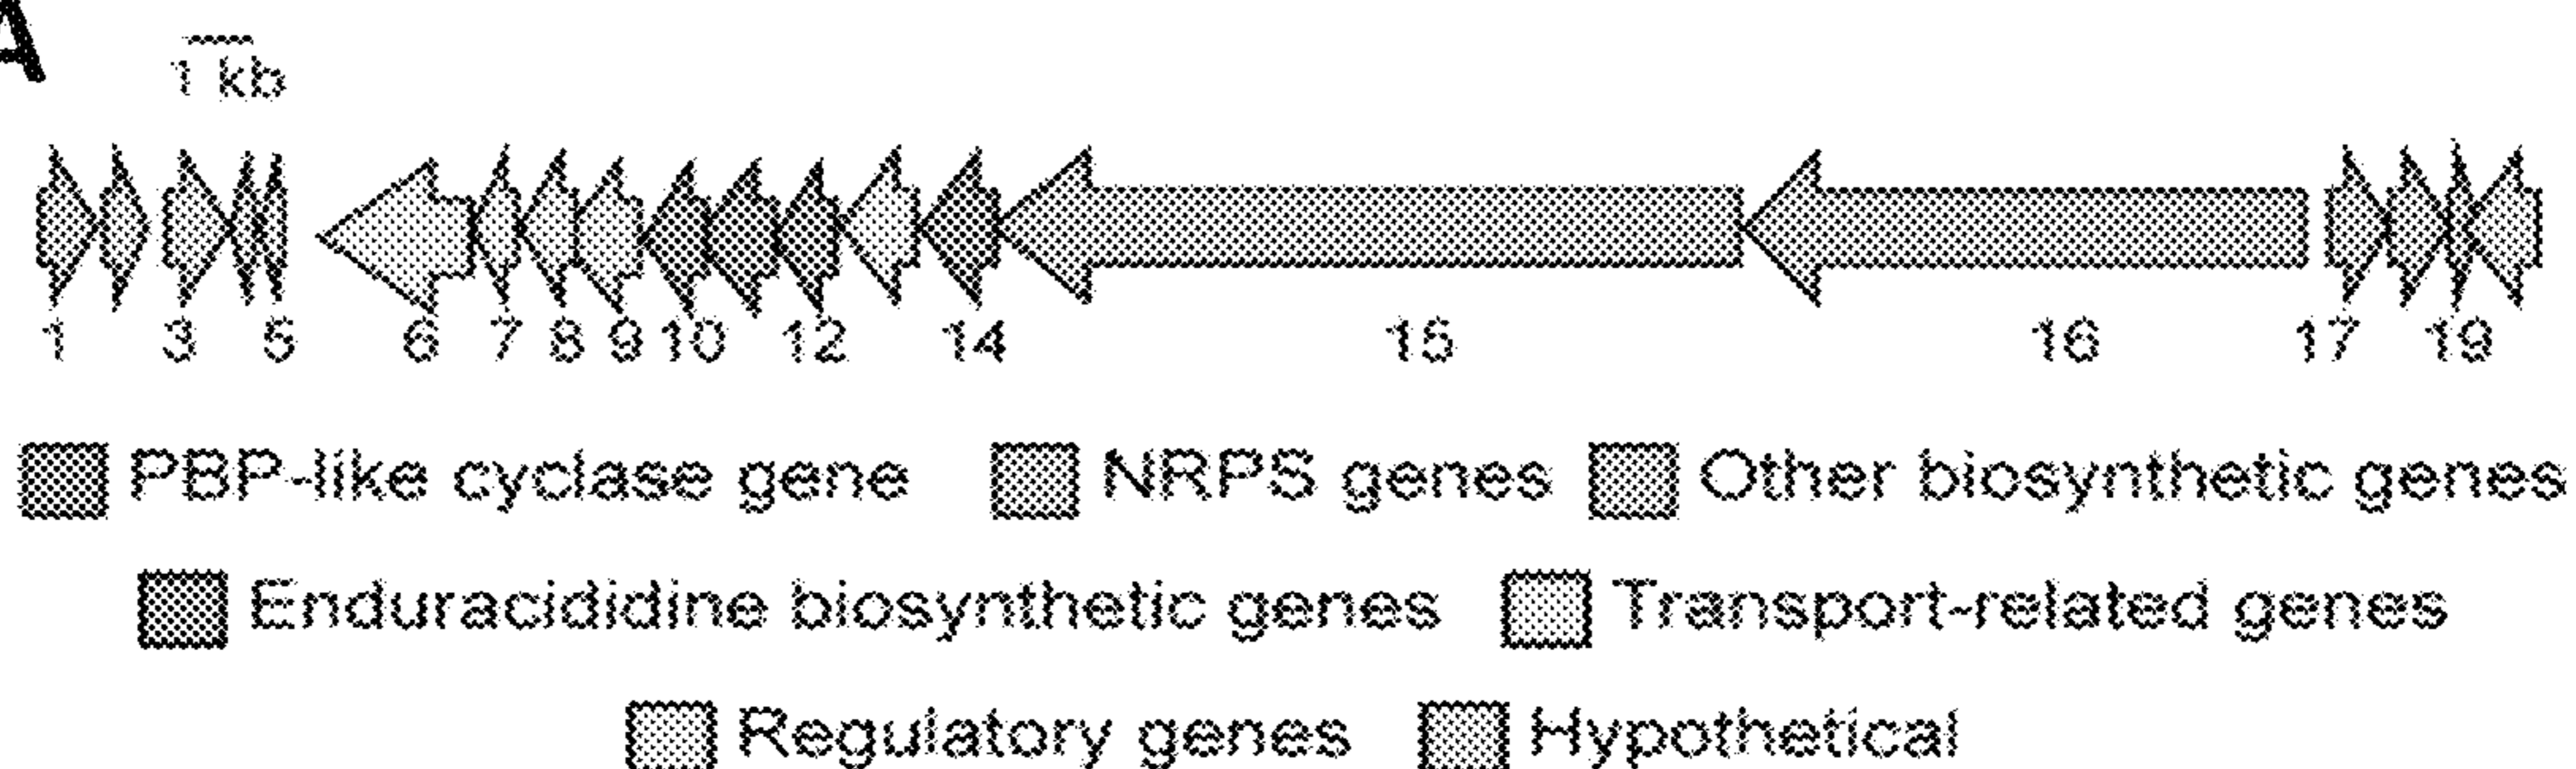 A
1 kb
1 3 5 6 7 8 9 10 12 14 15 16 17 19
PBP-like cyclase gene NRPS genes Other biosynthetic genes
Enduracididine biosynthetic genes Transport-related genes
Regulatory genes Hypothetical